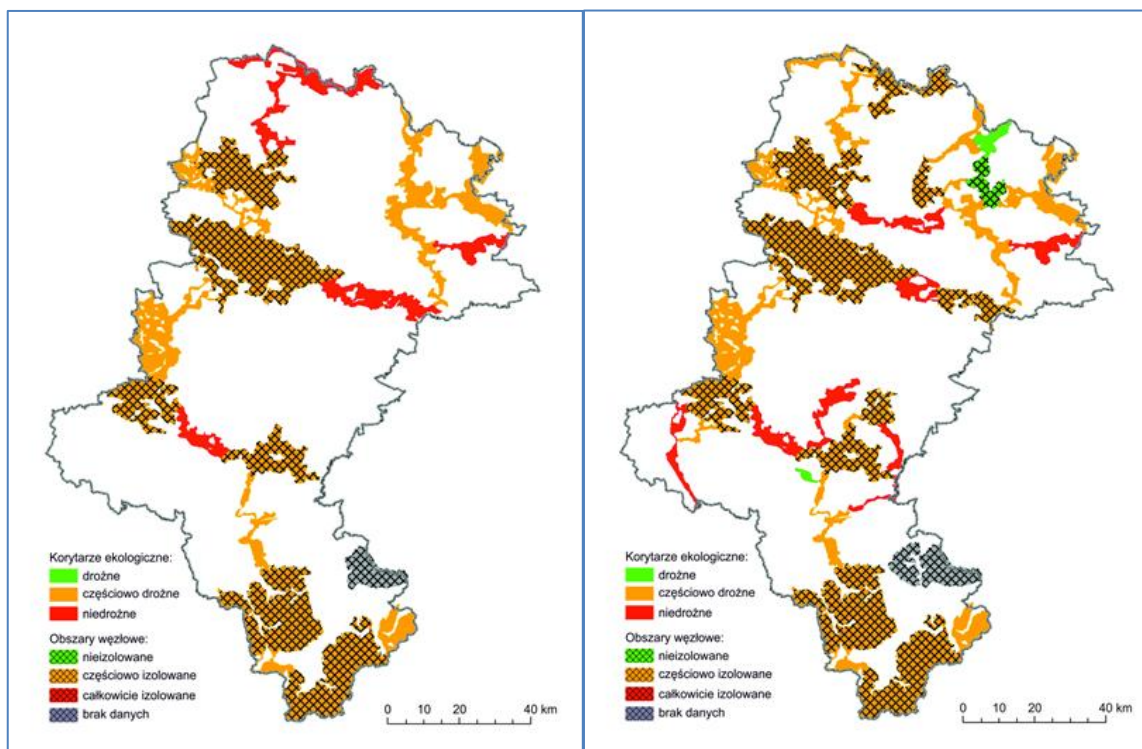 Korytarze ekologiczne:
drożne
częściowo drożne
niedrożne
Obszary węzłowe:
nieizolowane
częściowo izolowane
całkowicie izolowane
brak danych
0 10 20 40 km
Korytarze ekologiczne:
drożne
częściowo drożne
niedrożne
Obszary węzłowe:
nieizolowane
częściowo izolowane
całkowicie izolowane
brak danych
0 10 20 40 km